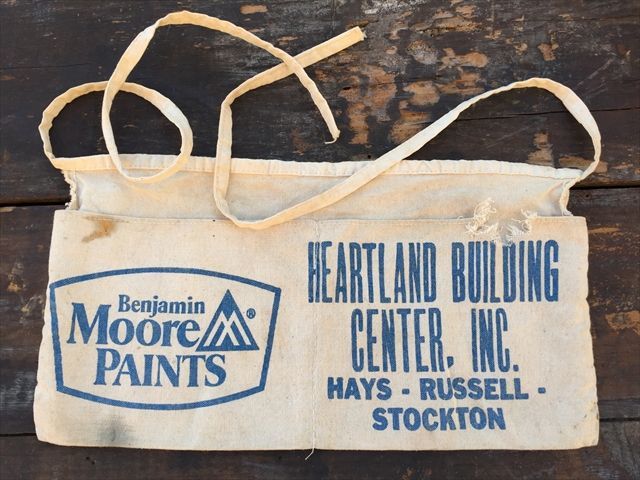 Benjamin
Moore ®
PAINTS
HEARTLAND BUILDING
CENTER, INC.
HAYS - RUSSELL -
STOCKTON